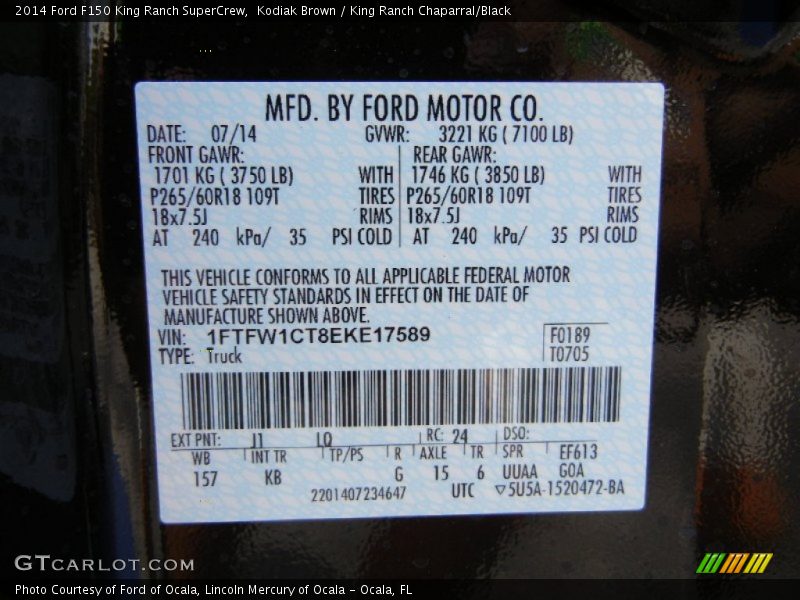 2014 Ford F150 King Ranch SuperCrew,  Kodiak Brown / King Ranch Chaparral/Black
MFD. BY FORD MOTOR CO.
DATE: 07/14 GVWR: 3221 KG ( 7100 LB)
FRONT GAWR: REAR GAWR:
1701 KG ( 3750 LB) WITH 1746 KG ( 3850 LB) WITH
P265/60R18 109T TIRES P265/60R18 109T TIRES
18x7.5J RIMS 18x7.5J RIMS
AT 240 kPa/ 35 PSI COLD AT 240 kPa/ 35 PSI COLD
THIS VEHICLE CONFORMS TO ALL APPLICABLE FEDERAL MOTOR
VEHICLE SAFETY STANDARDS IN EFFECT ON THE DATE OF
MANUFACTURE SHOWN ABOVE.
VIN: 1FTFW1CT8EKE17589 F0189
TYPE: Truck T0705
EXT PNT: J1 LQ RC: 24 DSO:
WB INT TR TP/PS R AXLE TR SPR EF613
157 KB G 15 6 UUAA GOA
2201407234647 UTC ▽5U5A-1520472-BA
GTCARLOT.COM
Photo Courtesy of Ford of Ocala, Lincoln Mercury of Ocala - Ocala, FL